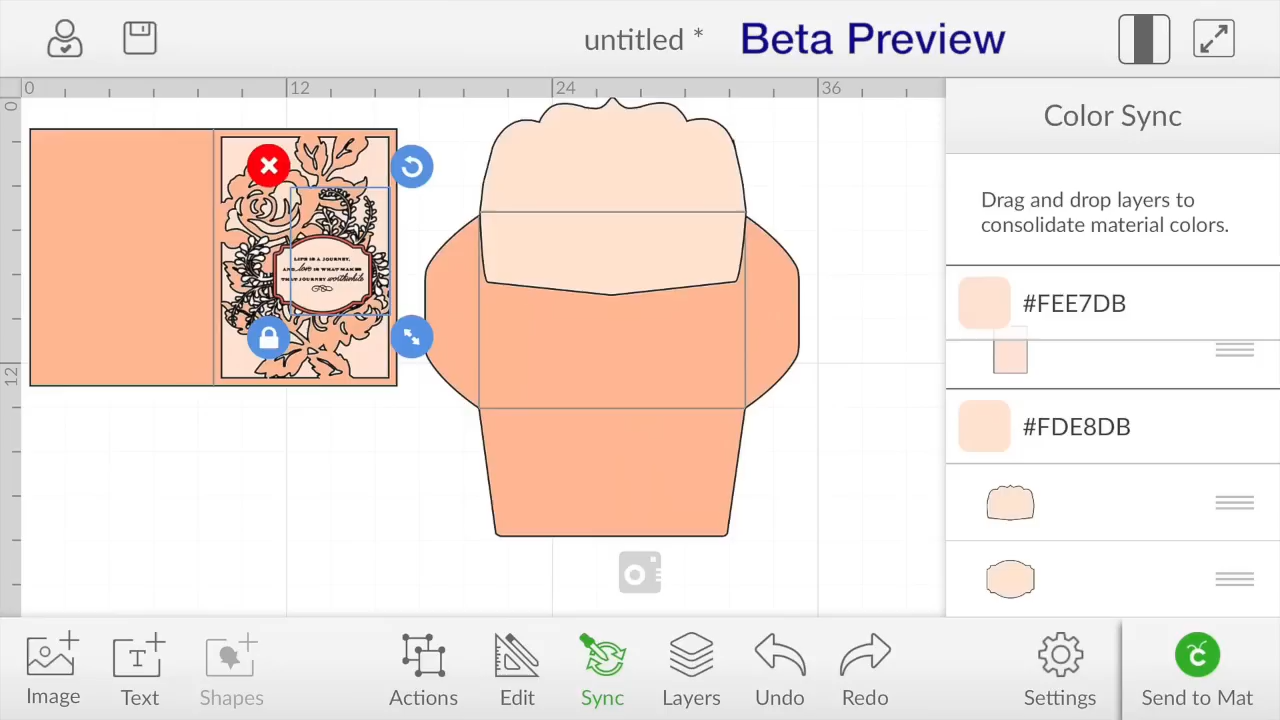 untitled * Beta Preview
0 12 24 36
0
12
LIFE IS A JOURNEY,
AND love IS WHAT MAKES
THAT JOURNEY worthwhile
Color Sync
Drag and drop layers to
consolidate material colors.
#FEE7DB
#FDE8DB
Image Text Shapes Actions Edit Sync Layers Undo Redo Settings Send to Mat